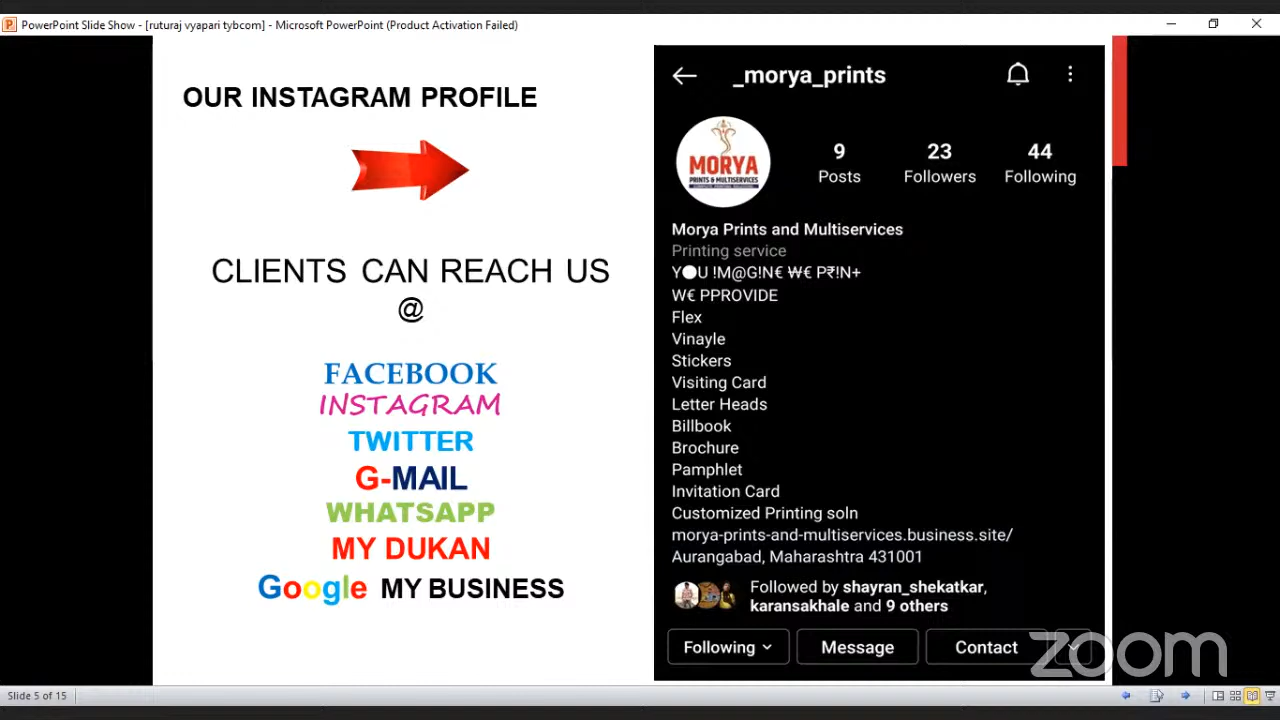 PowerPoint Slide Show - [ruturaj vyapari tybcom] - Microsoft PowerPoint (Product Activation Failed)
OUR INSTAGRAM PROFILE
CLIENTS CAN REACH US
@
FACEBOOK
INSTAGRAM
TWITTER
G-MAIL
WHATSAPP
MY DUKAN
Google MY BUSINESS
_morya_prints
MORYA
PRINTS & MULTISERVICES
9
Posts
23
Followers
44
Following
Morya Prints and Multiservices
Printing service
Y⚫U !M@G!N€ ₩€ P₹!N+
W€ PPROVIDE
Flex
Vinayle
Stickers
Visiting Card
Letter Heads
Billbook
Brochure
Pamphlet
Invitation Card
Customized Printing soln
morya-prints-and-multiservices.business.site/
Aurangabad, Maharashtra 431001
Followed by shayran_shekatkar,
karansakhale and 9 others
Following
Message
Contact
zoom
Slide 5 of 15